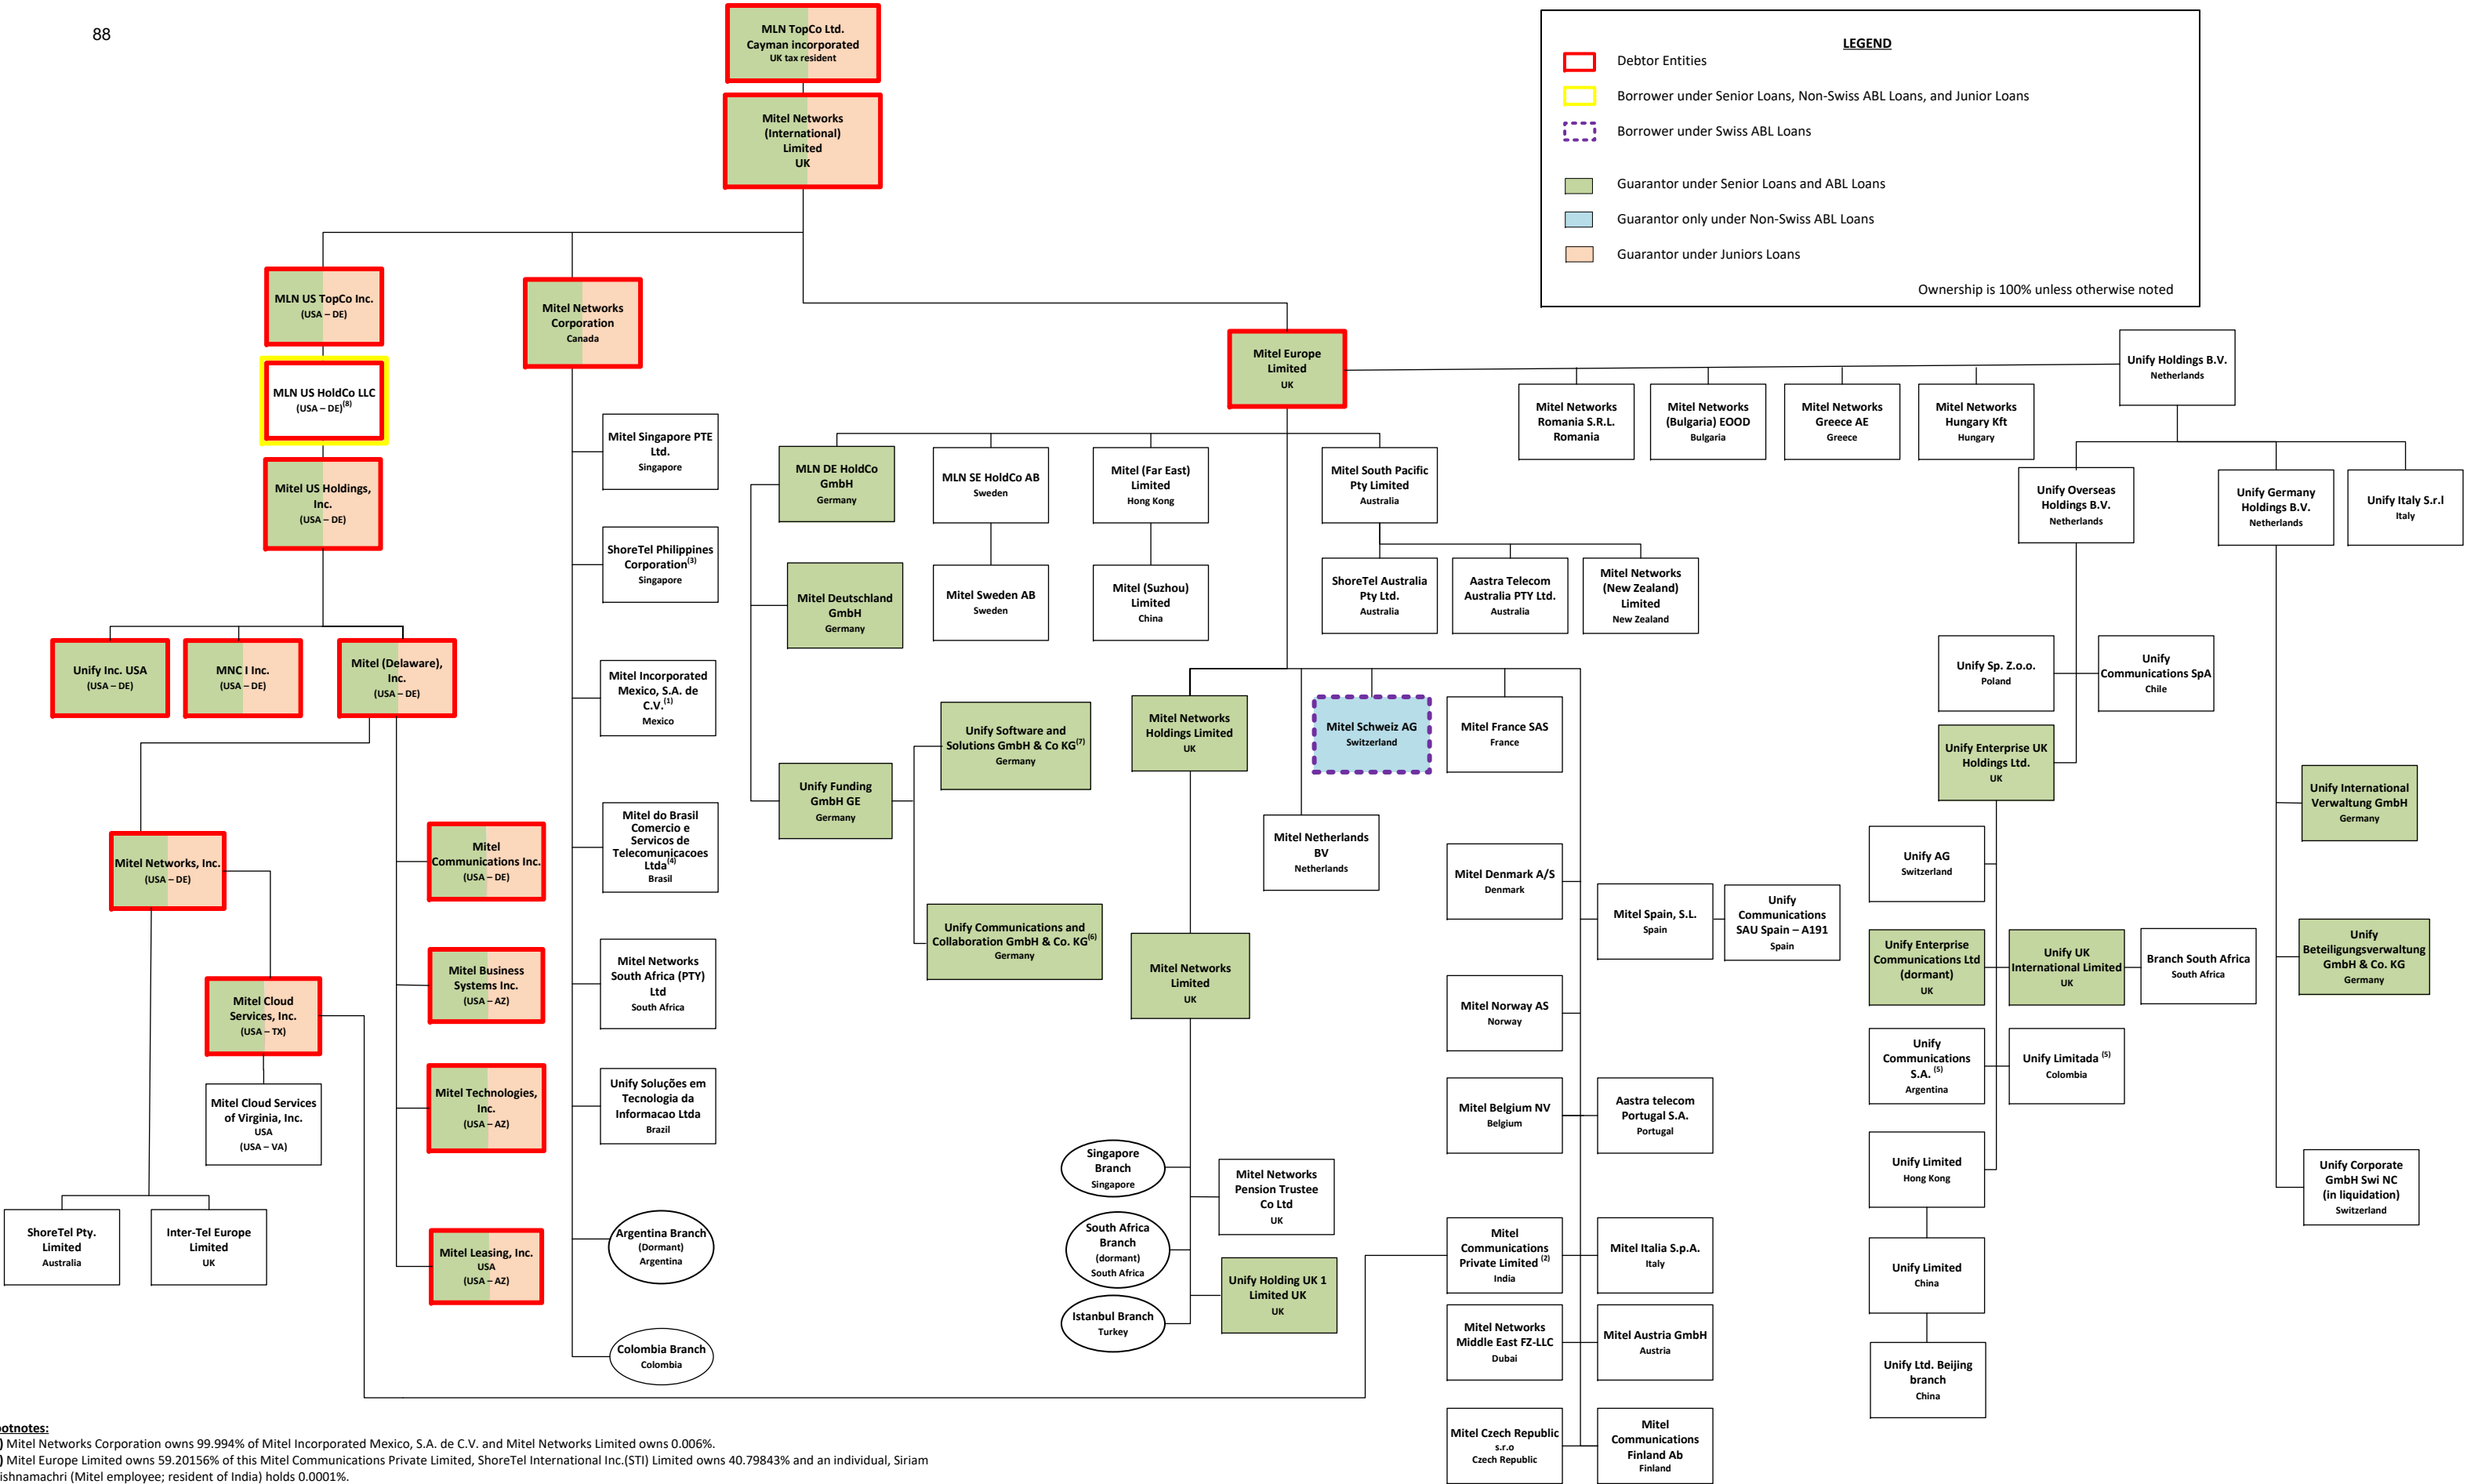 88
MLN TopCo Ltd.
Cayman incorporated
UK tax resident
Mitel Networks
(International)
Limited
UK
LEGEND
Debtor Entities
Borrower under Senior Loans, Non-Swiss ABL Loans, and Junior Loans
Borrower under Swiss ABL Loans
Guarantor under Senior Loans and ABL Loans
Guarantor only under Non-Swiss ABL Loans
Guarantor under Juniors Loans
Ownership is 100% unless otherwise noted
MLN US TopCo Inc.
(USA – DE)
MLN US HoldCo LLC
(USA – DE)(8)
Mitel US Holdings,
Inc.
(USA – DE)
Unify Inc. USA
(USA – DE)
MNC I Inc.
(USA – DE)
Mitel (Delaware),
Inc.
(USA – DE)
Mitel Networks, Inc.
(USA – DE)
Mitel Cloud
Services, Inc.
(USA – TX)
Mitel Cloud Services
of Virginia, Inc.
USA
(USA – VA)
ShoreTel Pty.
Limited
Australia
Inter-Tel Europe
Limited
UK
Mitel
Communications Inc.
(USA – DE)
Mitel Business
Systems Inc.
(USA – AZ)
Mitel Technologies,
Inc.
(USA – AZ)
Mitel Leasing, Inc.
USA
(USA – AZ)
Mitel Networks
Corporation
Canada
Mitel Singapore PTE
Ltd.
Singapore
ShoreTel Philippines
Corporation(3)
Singapore
Mitel Incorporated
Mexico, S.A. de
C.V.(1)
Mexico
Mitel do Brasil
Comercio e
Servicos de
Telecomunicacoes
Ltda(4)
Brasil
Mitel Networks
South Africa (PTY)
Ltd
South Africa
Unify Soluções em
Tecnologia da
Informacao Ltda
Brazil
Argentina Branch
(Dormant)
Argentina
Colombia Branch
Colombia
Mitel Europe
Limited
UK
MLN DE HoldCo
GmbH
Germany
Mitel Deutschland
GmbH
Germany
Unify Funding
GmbH GE
Germany
Unify Software and
Solutions GmbH & Co KG(7)
Germany
Unify Communications and
Collaboration GmbH & Co. KG(6)
Germany
MLN SE HoldCo AB
Sweden
Mitel Sweden AB
Sweden
Mitel (Far East)
Limited
Hong Kong
Mitel (Suzhou)
Limited
China
Mitel South Pacific
Pty Limited
Australia
ShoreTel Australia
Pty Ltd.
Australia
Aastra Telecom
Australia PTY Ltd.
Australia
Mitel Networks
(New Zealand)
Limited
New Zealand
Mitel Networks
Holdings Limited
UK
Mitel Networks
Limited
UK
Singapore
Branch
Singapore
Mitel Networks
Pension Trustee
Co Ltd
UK
South Africa
Branch
(dormant)
South Africa
Unify Holding UK 1
Limited UK
UK
Istanbul Branch
Turkey
Mitel Netherlands
BV
Netherlands
Mitel Schweiz AG
Switzerland
Mitel France SAS
France
Mitel Denmark A/S
Denmark
Mitel Spain, S.L.
Spain
Unify
Communications
SAU Spain – A191
Spain
Mitel Norway AS
Norway
Mitel Belgium NV
Belgium
Aastra telecom
Portugal S.A.
Portugal
Mitel
Communications
Private Limited (2)
India
Mitel Italia S.p.A.
Italy
Mitel Networks
Middle East FZ-LLC
Dubai
Mitel Austria GmbH
Austria
Mitel Czech Republic
s.r.o
Czech Republic
Mitel
Communications
Finland Ab
Finland
Mitel Networks
Romania S.R.L.
Romania
Mitel Networks
(Bulgaria) EOOD
Bulgaria
Mitel Networks
Greece AE
Greece
Mitel Networks
Hungary Kft
Hungary
Unify Holdings B.V.
Netherlands
Unify Overseas
Holdings B.V.
Netherlands
Unify Germany
Holdings B.V.
Netherlands
Unify Italy S.r.l
Italy
Unify Sp. Z.o.o.
Poland
Unify
Communications SpA
Chile
Unify Enterprise UK
Holdings Ltd.
UK
Unify AG
Switzerland
Unify Enterprise
Communications Ltd
(dormant)
UK
Unify UK
International Limited
UK
Branch South Africa
South Africa
Unify
Communications
S.A. (5)
Argentina
Unify Limitada (5)
Colombia
Unify Limited
Hong Kong
Unify Limited
China
Unify Ltd. Beijing
branch
China
Unify International
Verwaltung GmbH
Germany
Unify
Beteiligungsverwaltung
GmbH & Co. KG
Germany
Unify Corporate
GmbH Swi NC
(in liquidation)
Switzerland
otnotes:
) Mitel Networks Corporation owns 99.994% of Mitel Incorporated Mexico, S.A. de C.V. and Mitel Networks Limited owns 0.006%.
) Mitel Europe Limited owns 59.20156% of this Mitel Communications Private Limited, ShoreTel International Inc.(STI) Limited owns 40.79843% and an individual, Siriam
ishnamachri (Mitel employee; resident of India) holds 0.0001%.